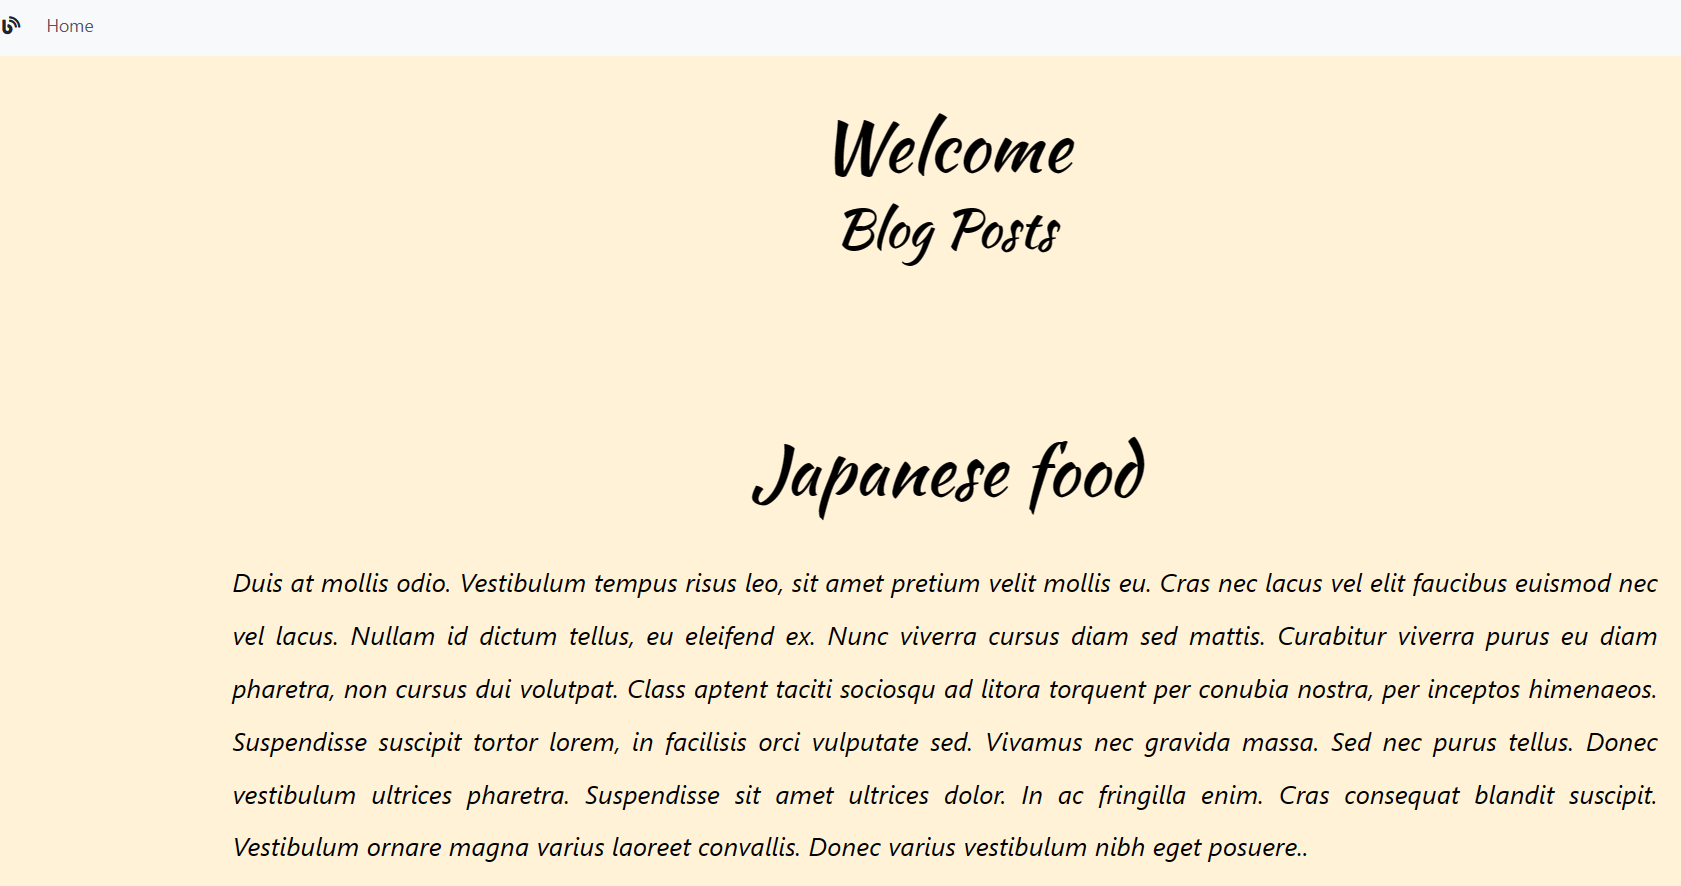 Home
Welcome
Blog Posts
Japanese food
Duis at mollis odio. Vestibulum tempus risus leo, sit amet pretium velit mollis eu. Cras nec lacus vel elit faucibus euismod nec
vel lacus. Nullam id dictum tellus, eu eleifend ex. Nunc viverra cursus diam sed mattis. Curabitur viverra purus eu diam
pharetra, non cursus dui volutpat. Class aptent taciti sociosqu ad litora torquent per conubia nostra, per inceptos himenaeos.
Suspendisse suscipit tortor lorem, in facilisis orci vulputate sed. Vivamus nec gravida massa. Sed nec purus tellus. Donec
vestibulum ultrices pharetra. Suspendisse sit amet ultrices dolor. In ac fringilla enim. Cras consequat blandit suscipit.
Vestibulum ornare magna varius laoreet convallis. Donec varius vestibulum nibh eget posuere..